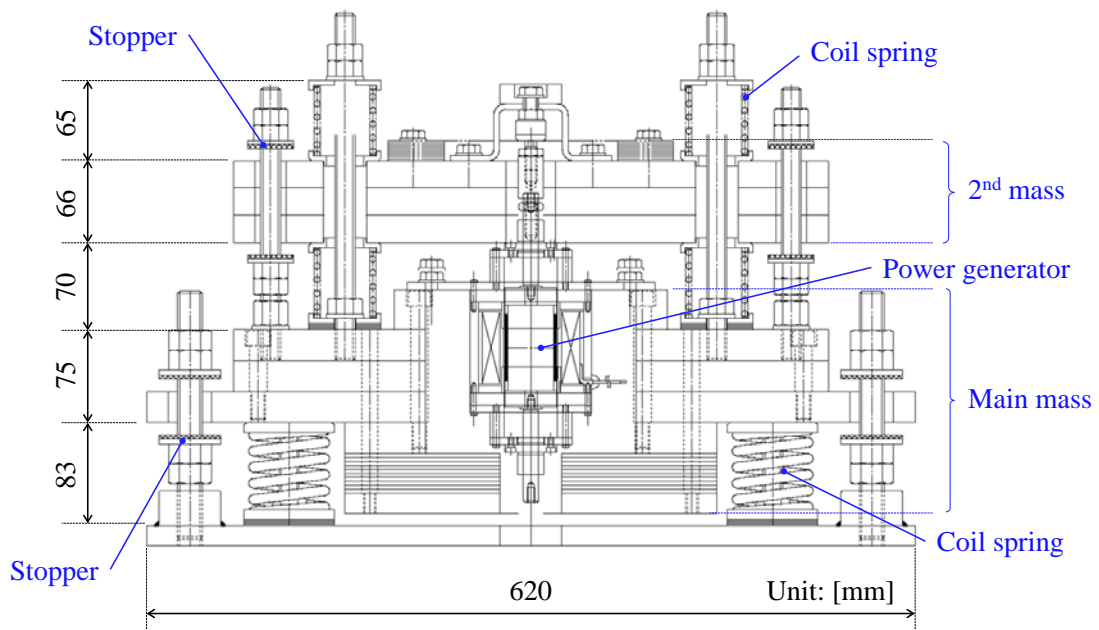 Stopper
Coil spring
65
66
2nd mass
70
Power generator
75
Main mass
83
Coil spring
Stopper
620
Unit: [mm]